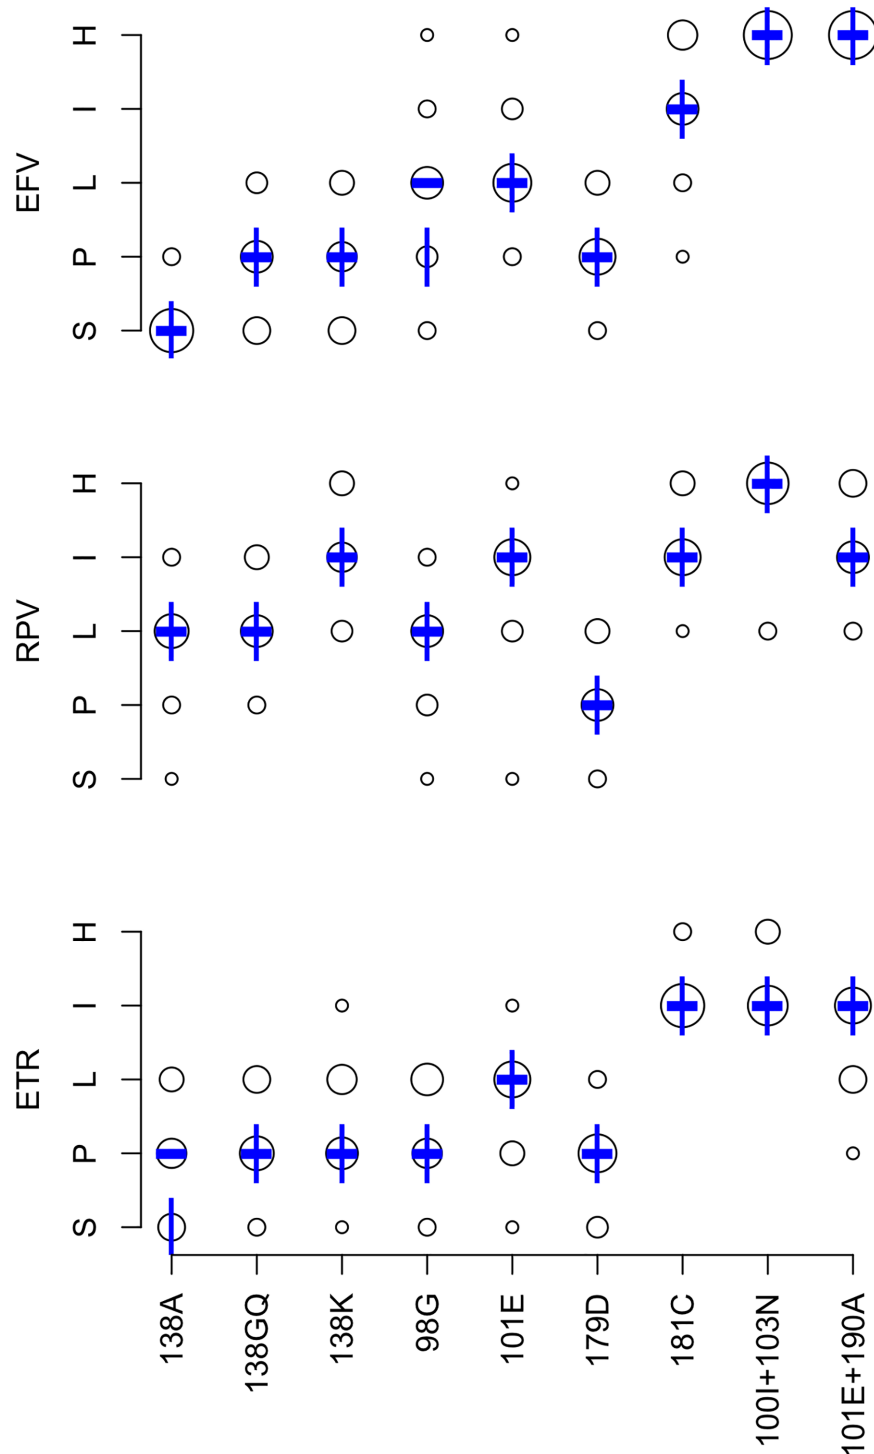 EFV
H
I
L
P
S
RPV
H
I
L
P
S
ETR
H
I
L
P
S
138A
138GQ
138K
98G
101E
179D
181C
100I+103N
101E+190A